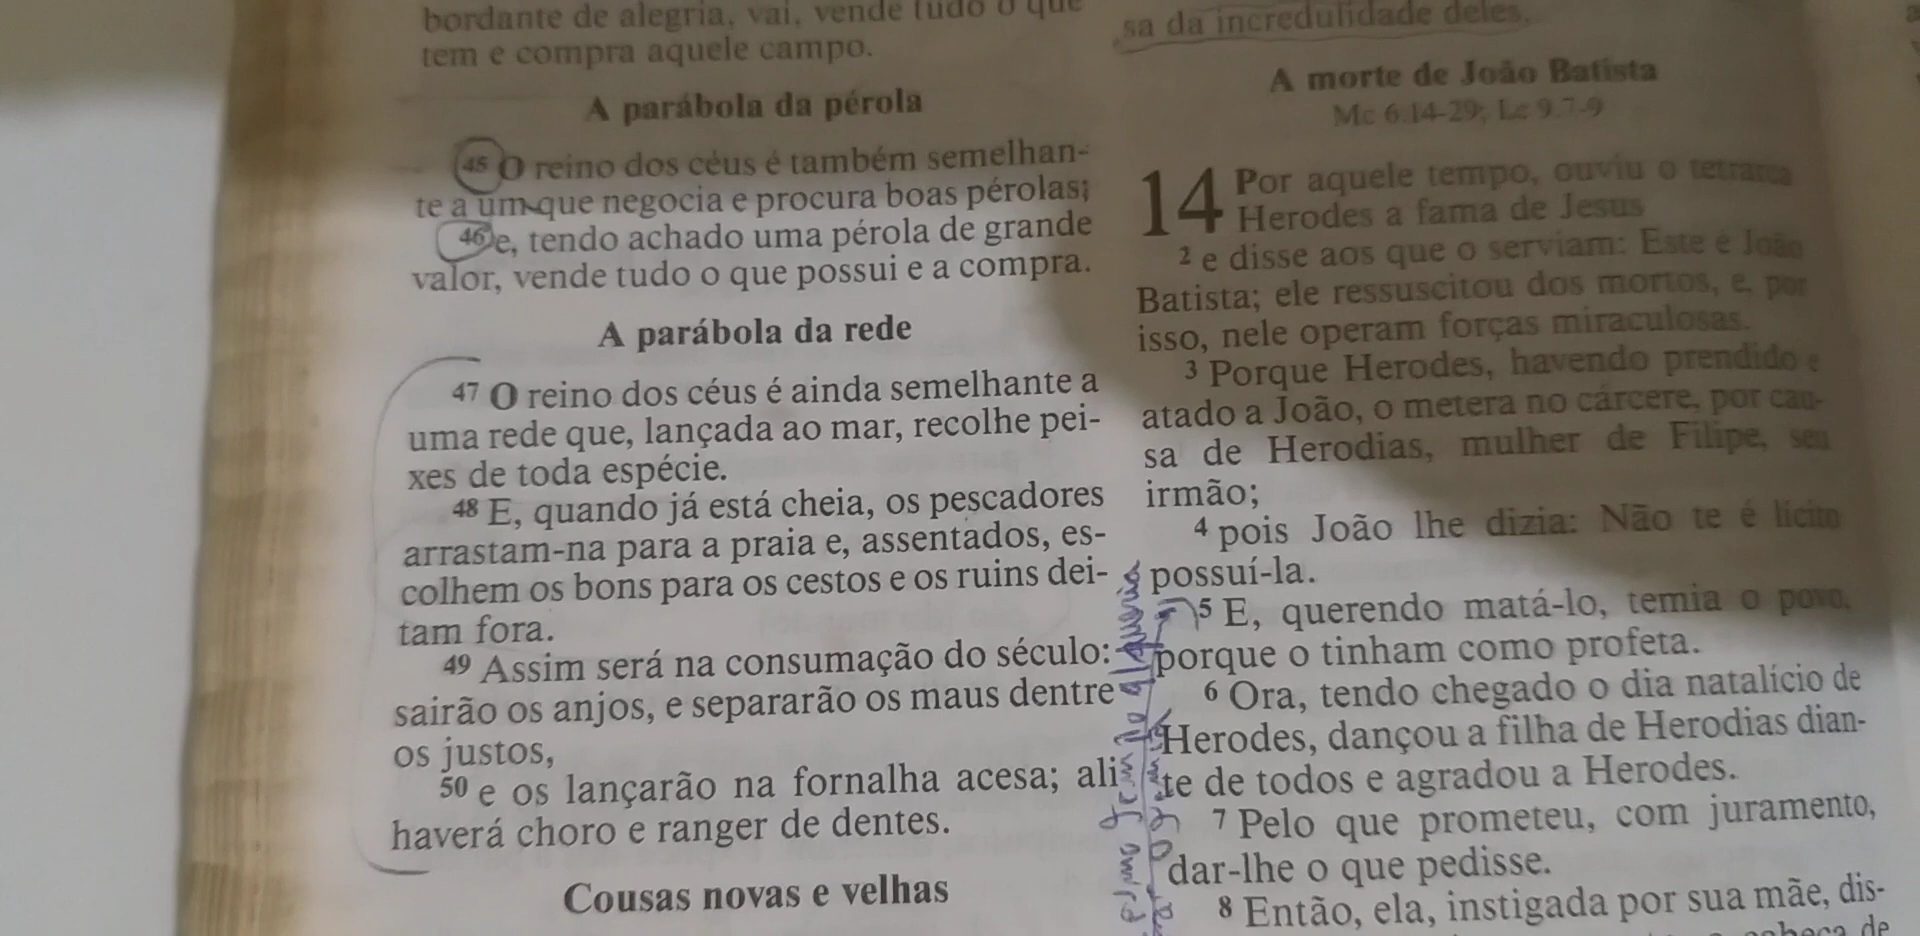 bordante de alegria, vai, vende tudo o que
tem e compra aquele campo.
A parábola da pérola
45 O reino dos céus é também semelhan-
te a um que negocia e procura boas pérolas;
46 e, tendo achado uma pérola de grande
valor, vende tudo o que possui e a compra.
A parábola da rede
47 O reino dos céus é ainda semelhante a
uma rede que, lançada ao mar, recolhe pei-
xes de toda espécie.
48 E, quando já está cheia, os pescadores
arrastam-na para a praia e, assentados, es-
colhem os bons para os cestos e os ruins dei-
tam fora.
49 Assim será na consumação do século:
sairão os anjos, e separarão os maus dentre
os justos,
50 e os lançarão na fornalha acesa; ali
haverá choro e ranger de dentes.
Cousas novas e velhas
sa da incredulidade deles.
A morte de João Batista
Mc 6.14-29; Lc 9.7-9
14 Por aquele tempo, ouviu o tetrarca
Herodes a fama de Jesus
2 e disse aos que o serviam: Este é João
Batista; ele ressuscitou dos mortos, e, por
isso, nele operam forças miraculosas.
3 Porque Herodes, havendo prendido e
atado a João, o metera no cárcere, por cau-
sa de Herodias, mulher de Filipe, seu
irmão;
4 pois João lhe dizia: Não te é lícito
possuí-la.
5 E, querendo matá-lo, temia o povo,
porque o tinham como profeta.
6 Ora, tendo chegado o dia natalício de
Herodes, dançou a filha de Herodias dian-
te de todos e agradou a Herodes.
7 Pelo que prometeu, com juramento,
dar-lhe o que pedisse.
8 Então, ela, instigada por sua mãe, dis-